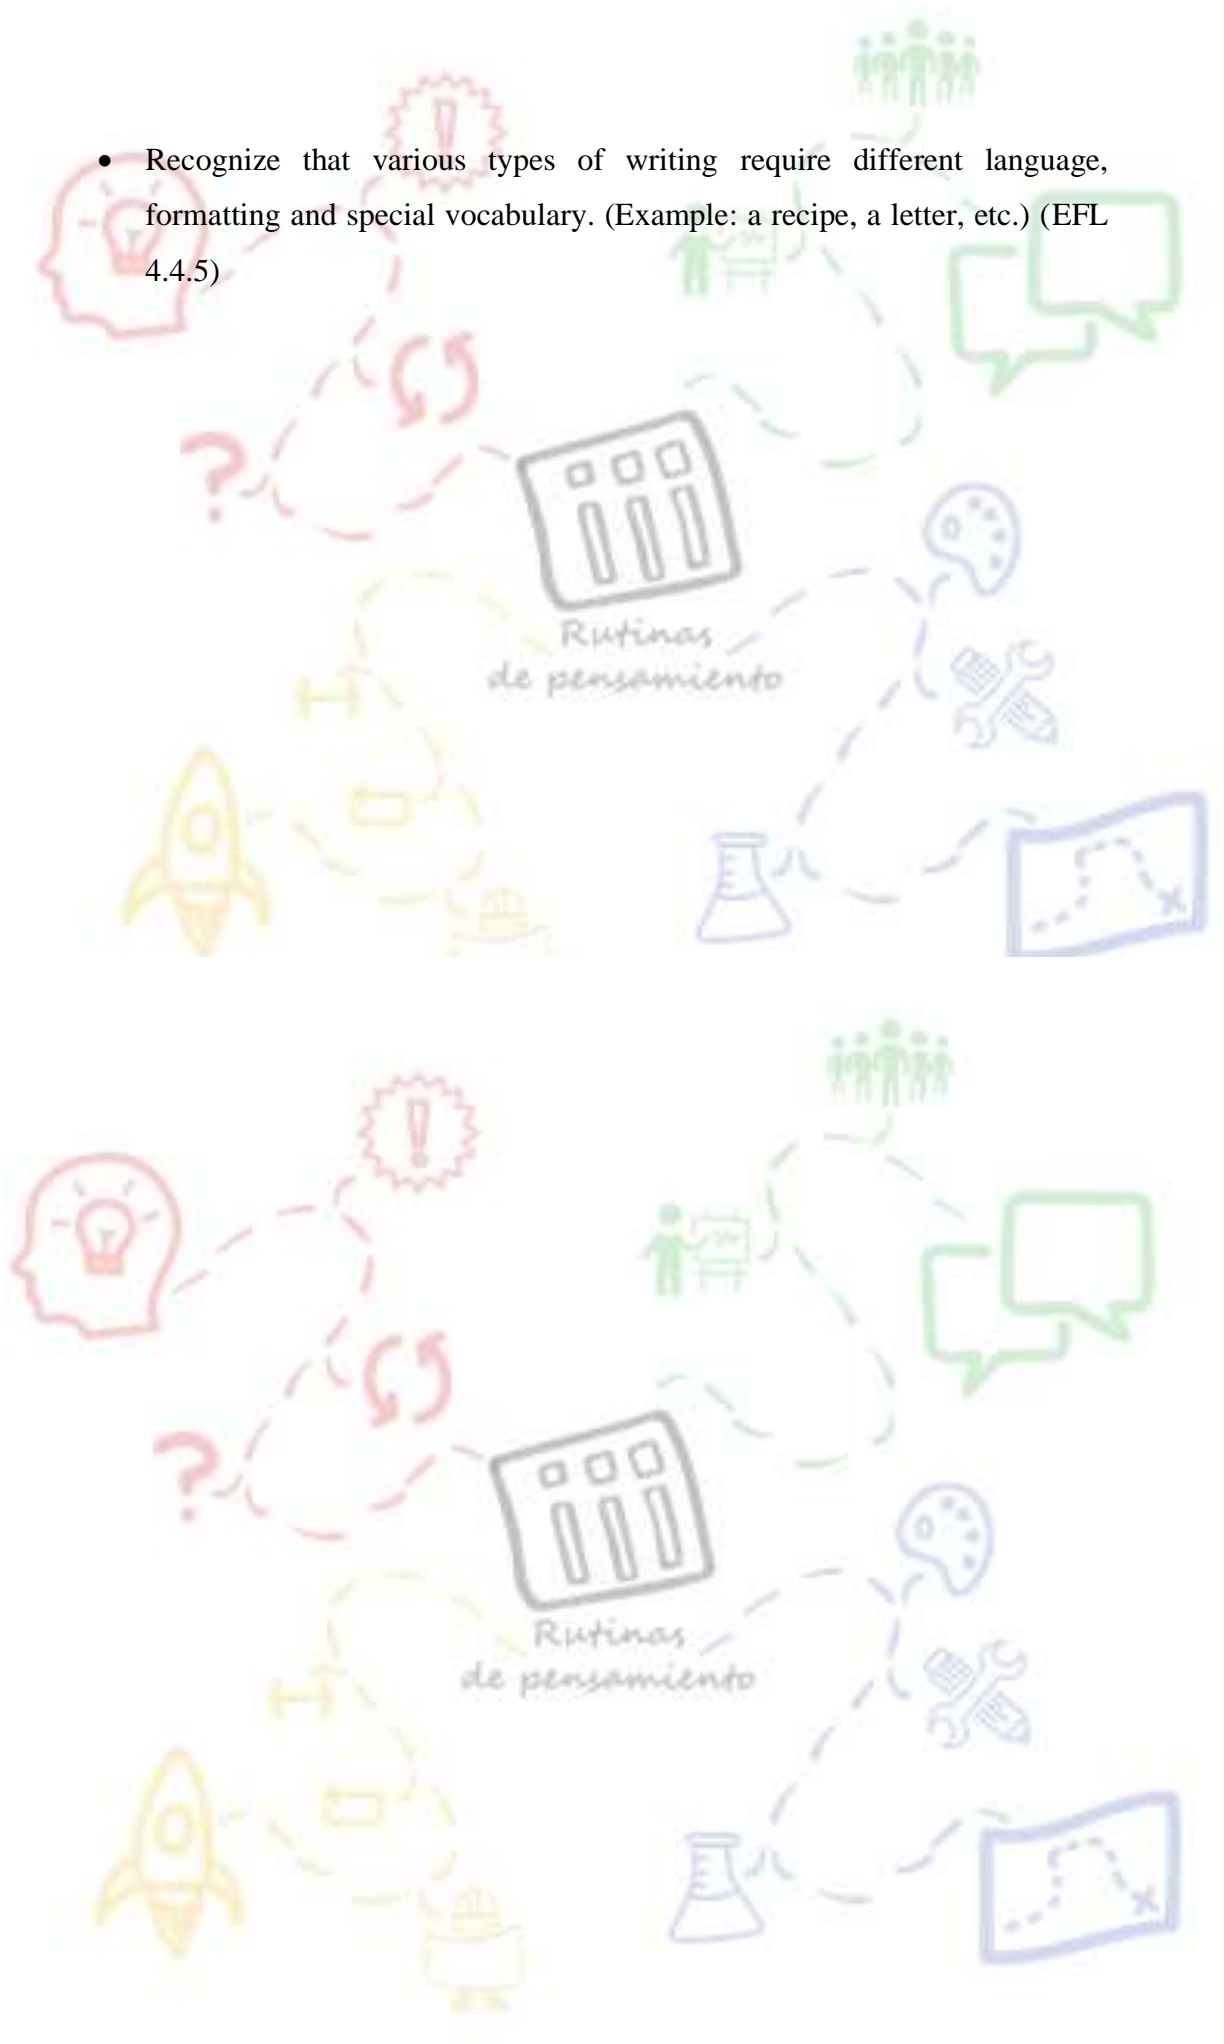 • Recognize that various types of writing require different language,
formatting and special vocabulary. (Example: a recipe, a letter, etc.) (EFL
4.4.5)
Rutinas
de pensamiento
Rutinas
de pensamiento